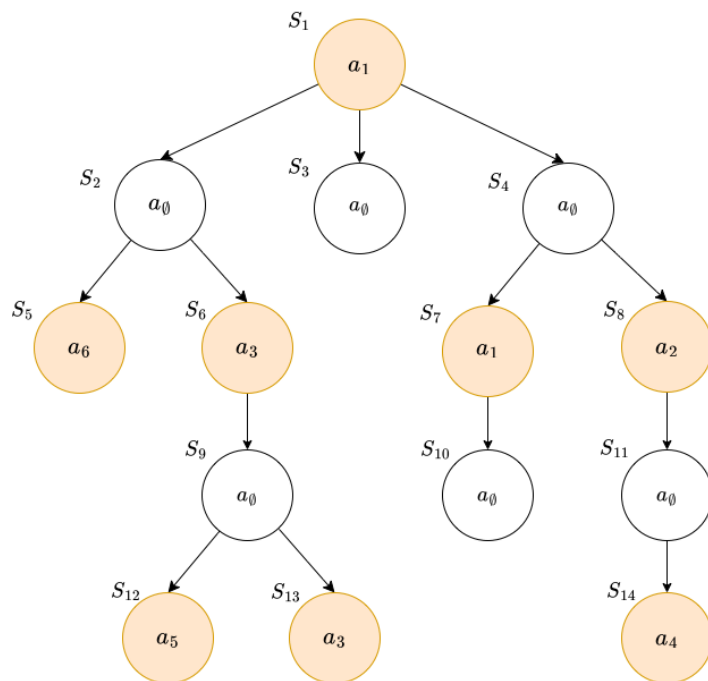 S₁
a₁
S₂
a∅
S₃
a∅
S₄
a∅
S₅
a₆
S₆
a₃
S₇
a₁
S₈
a₂
S₉
a∅
S₁₀
a∅
S₁₁
a∅
S₁₂
a₅
S₁₃
a₃
S₁₄
a₄